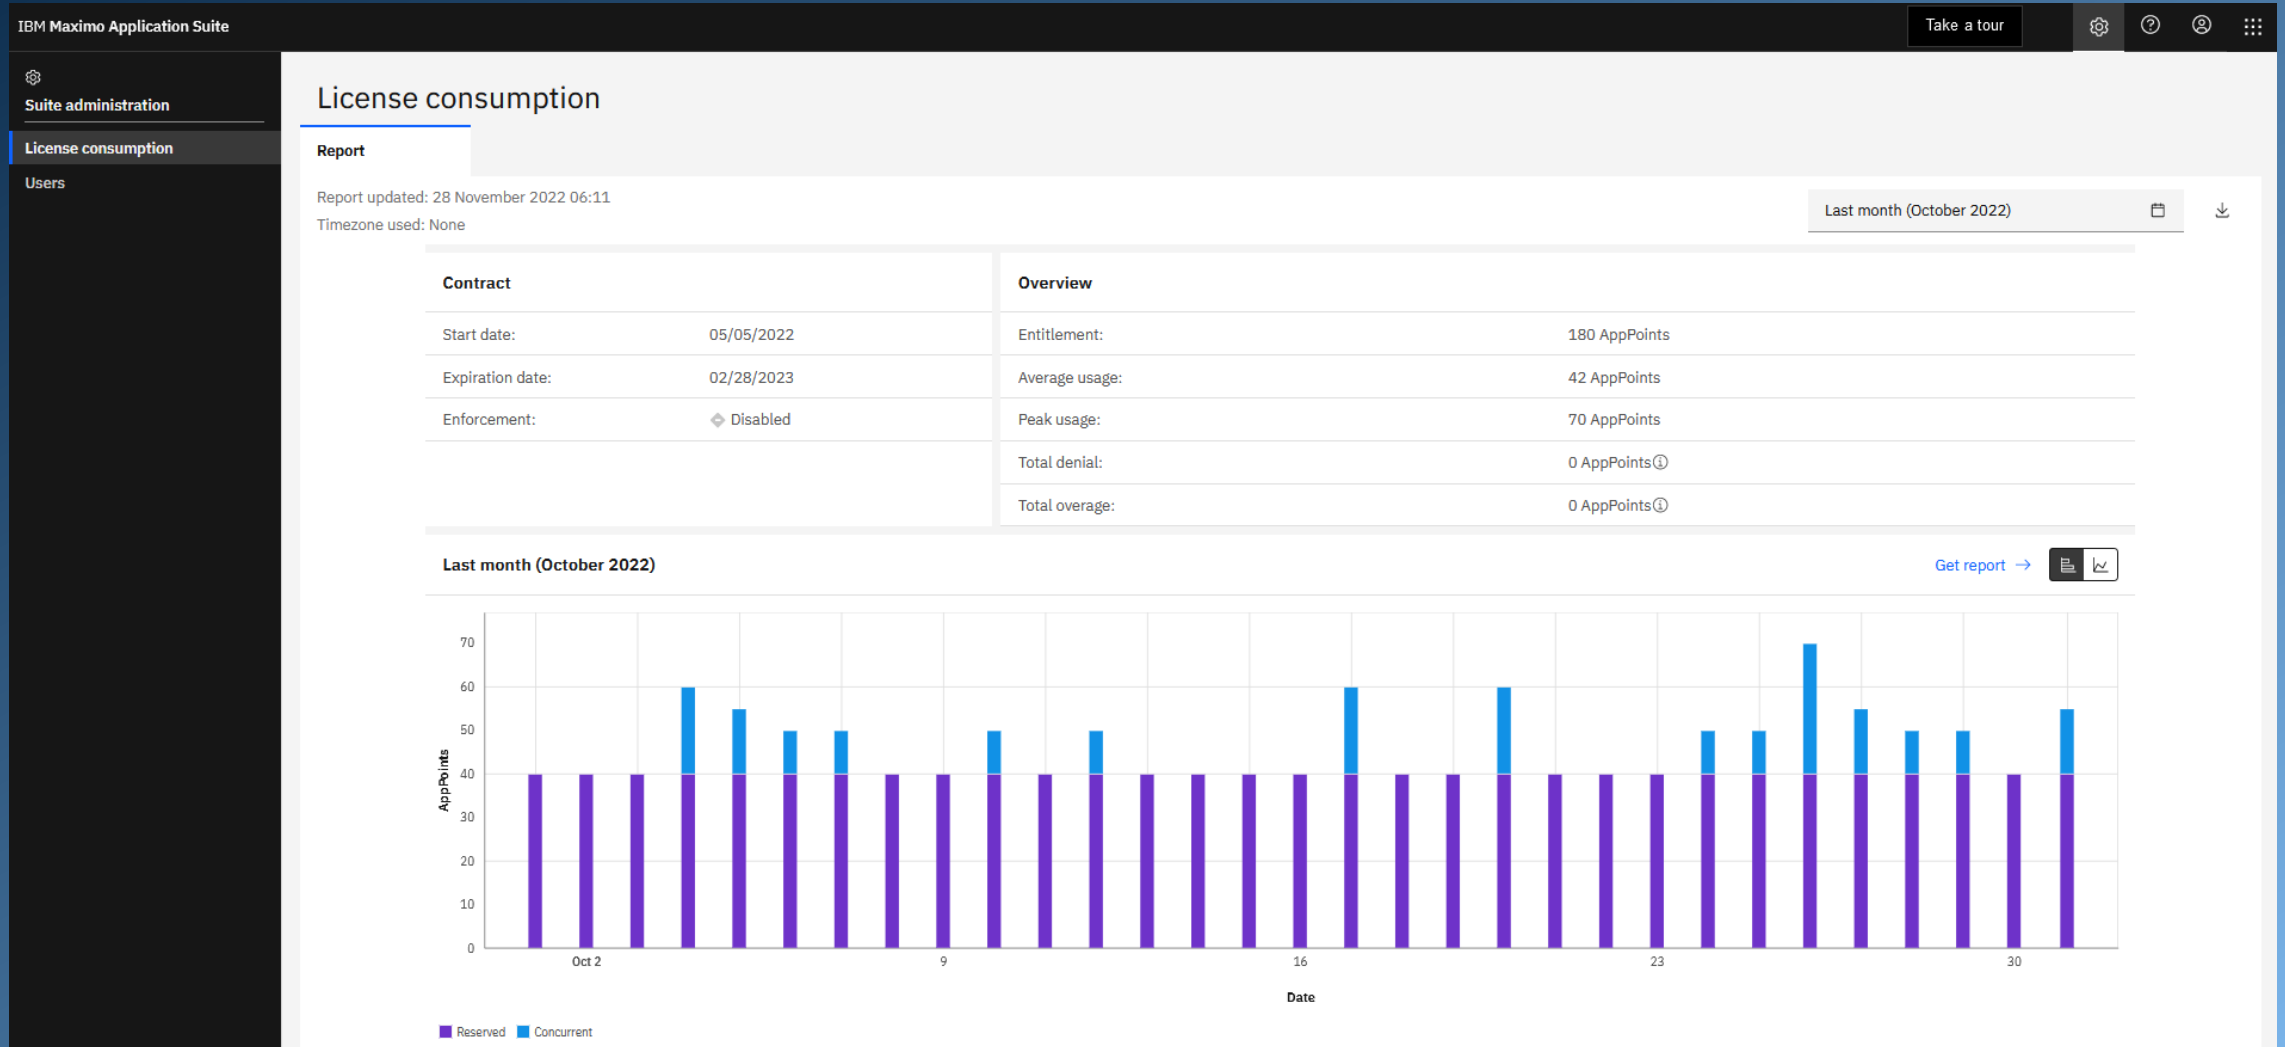 IBM Maximo Application Suite
Take a tour
Suite administration
License consumption
Users
License consumption
Report
Report updated: 28 November 2022 06:11
Timezone used: None
Last month (October 2022)
Contract
Start date: 05/05/2022
Expiration date: 02/28/2023
Enforcement: Disabled
Overview
Entitlement: 180 AppPoints
Average usage: 42 AppPoints
Peak usage: 70 AppPoints
Total denial: 0 AppPoints
Total overage: 0 AppPoints
Last month (October 2022)
Get report
70
60
50
40
30
20
10
0
AppPoints
Oct 2 9 16 23 30
Date
Reserved Concurrent